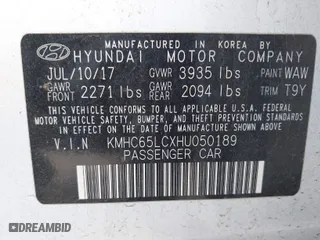 MANUFACTURED IN KOREA BY
HYUNDAI MOTOR COMPANY
JUL/10/17 GVWR 3935 lbs PAINT WAW
GAWR FRONT 2271 lbs GAWR REAR 2094 lbs TRIM T9Y
THIS VEHICLE CONFORMS TO ALL APPLICABLE U.S. FEDERAL MOTOR VEHICLE
SAFETY, BUMPER, AND THEFT PREVENTION STANDARDS
IN EFFECT ON THE DATE OF MANUFACTURE SHOWN ABOVE.
V.I.N KMHC65LCXHU050189
PASSENGER CAR